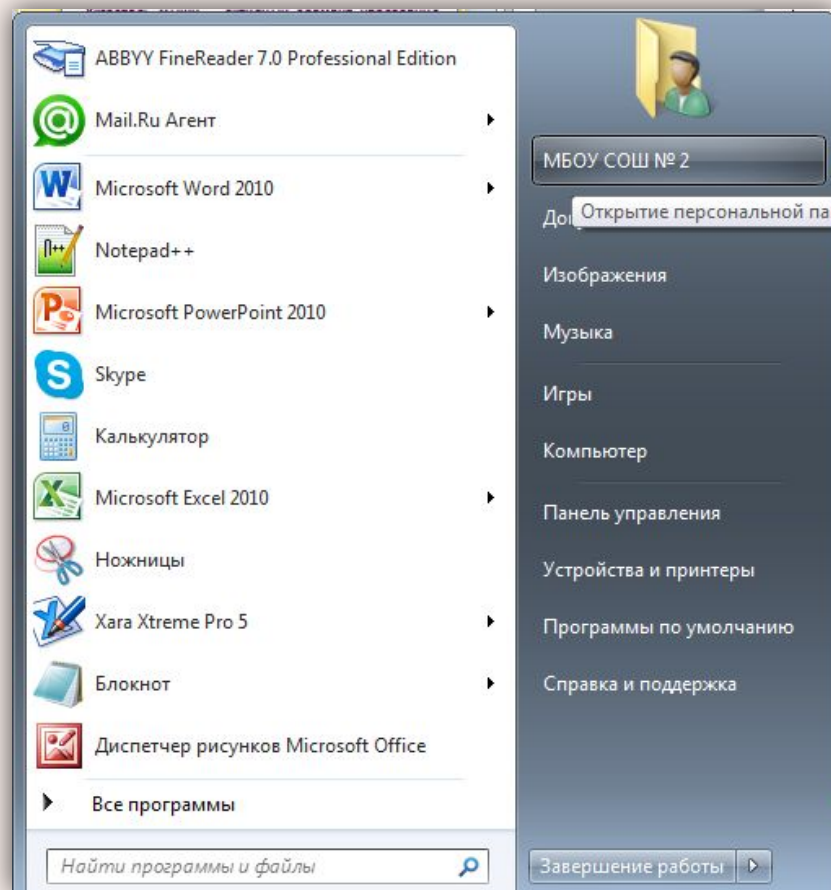 ABBYY FineReader 7.0 Professional Edition
Mail.Ru Агент
Microsoft Word 2010
Notepad++
Microsoft PowerPoint 2010
Skype
Калькулятор
Microsoft Excel 2010
Ножницы
Xara Xtreme Pro 5
Блокнот
Диспетчер рисунков Microsoft Office
Все программы
Найти программы и файлы
МБОУ СОШ № 2
Открытие персональной па
Изображения
Музыка
Игры
Компьютер
Панель управления
Устройства и принтеры
Программы по умолчанию
Справка и поддержка
Завершение работы